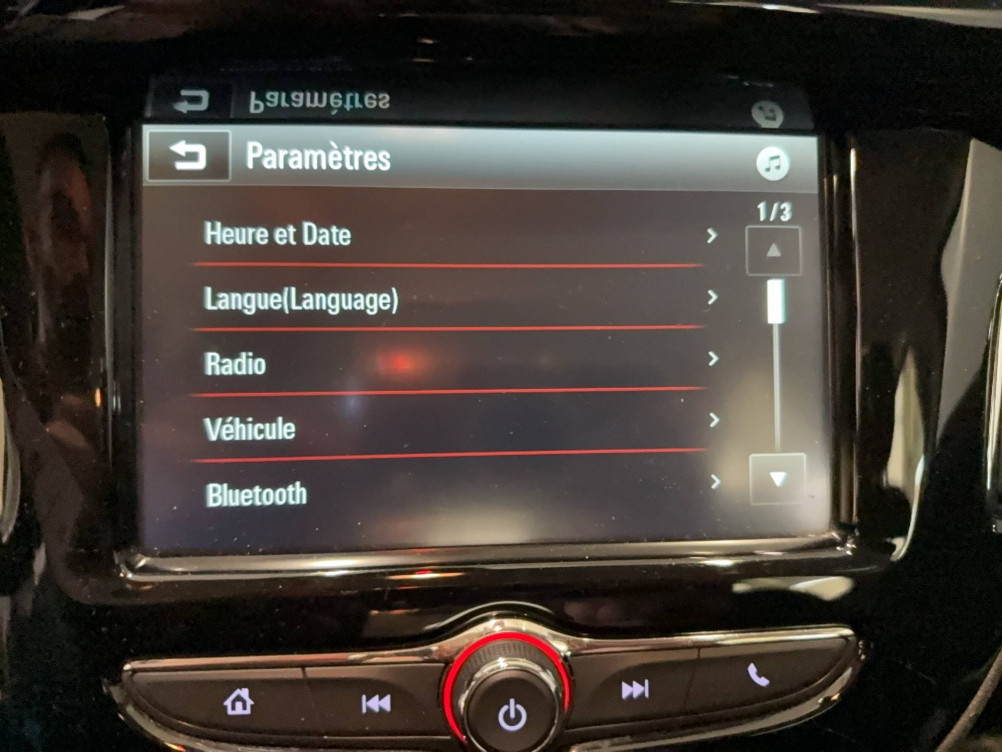 Paramètres
1/3
Heure et Date
Langue(Language)
Radio
Véhicule
Bluetooth